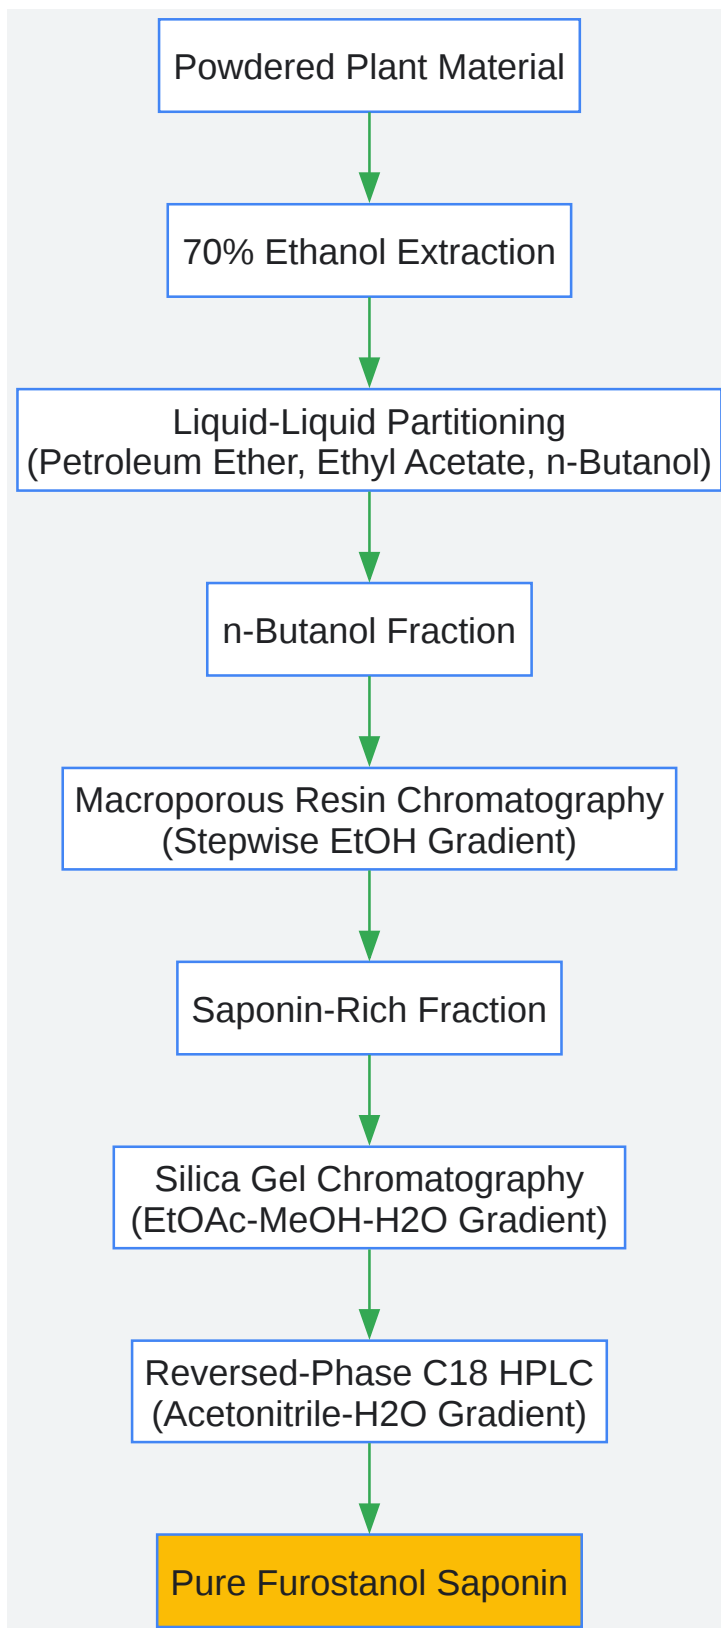 Powdered Plant Material
70% Ethanol Extraction
Liquid-Liquid Partitioning
(Petroleum Ether, Ethyl Acetate, n-Butanol)
n-Butanol Fraction
Macroporous Resin Chromatography
(Stepwise EtOH Gradient)
Saponin-Rich Fraction
Silica Gel Chromatography
(EtOAc-MeOH-H2O Gradient)
Reversed-Phase C18 HPLC
(Acetonitrile-H2O Gradient)
Pure Furostanol Saponin